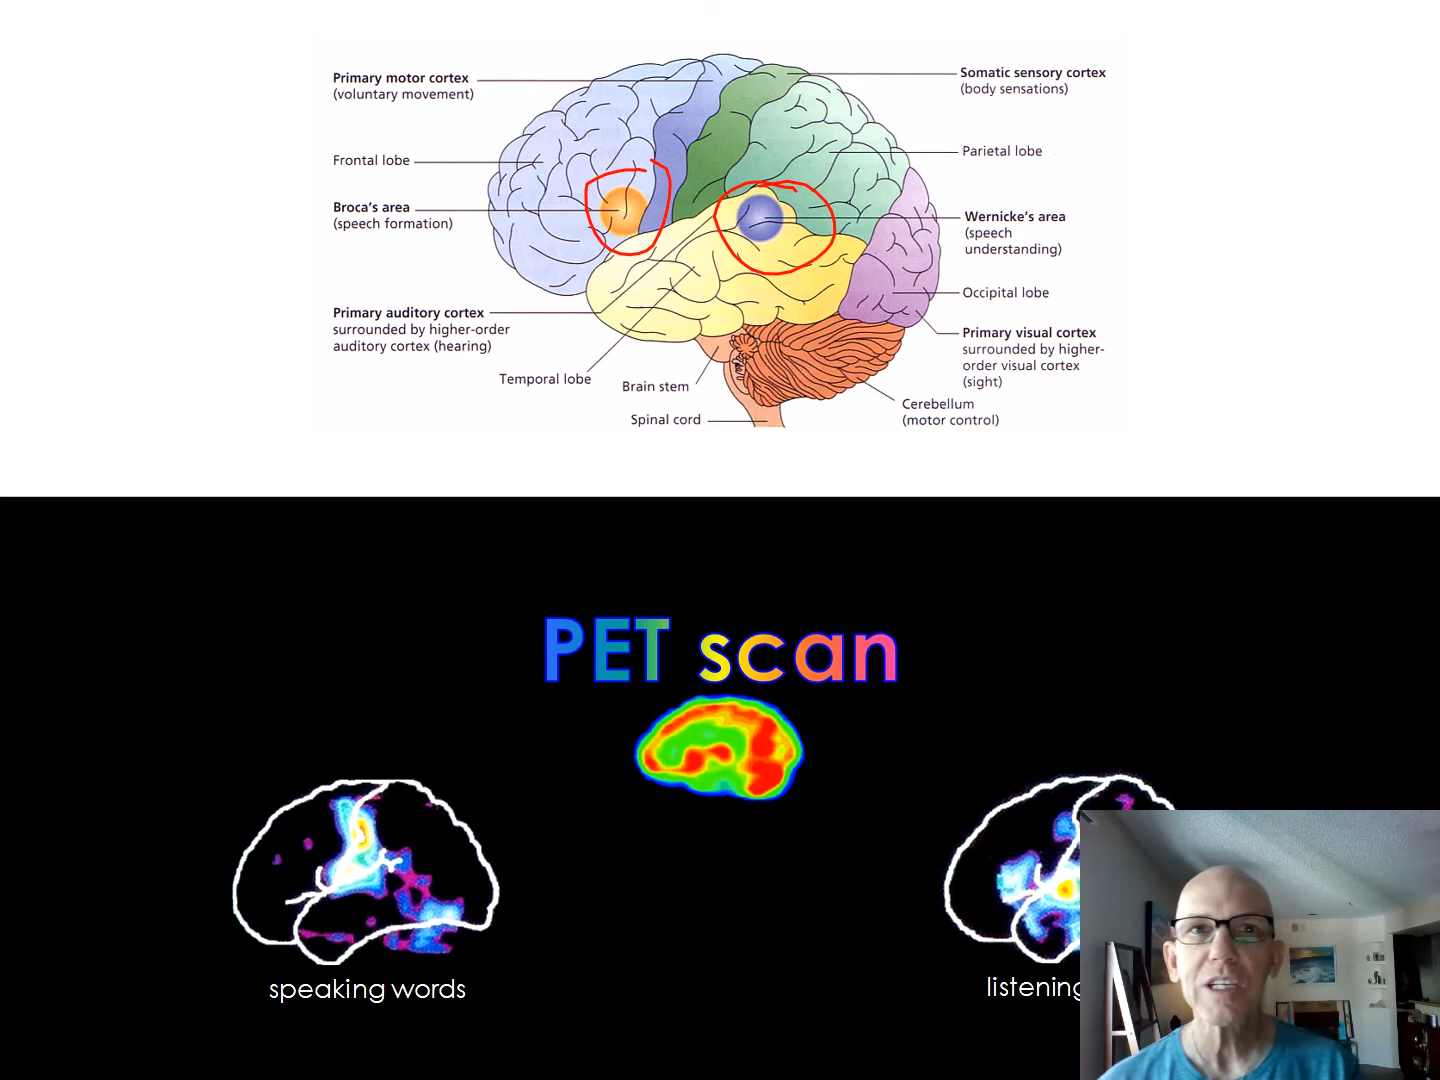 Primary motor cortex
(voluntary movement)
Frontal lobe
Broca's area
(speech formation)
Primary auditory cortex
surrounded by higher-order
auditory cortex (hearing)
Temporal lobe
Brain stem
Spinal cord
Somatic sensory cortex
(body sensations)
Parietal lobe
Wernicke's area
(speech
understanding)
Occipital lobe
Primary visual cortex
surrounded by higher-
order visual cortex
(sight)
Cerebellum
(motor control)
PET scan
speaking words
listening